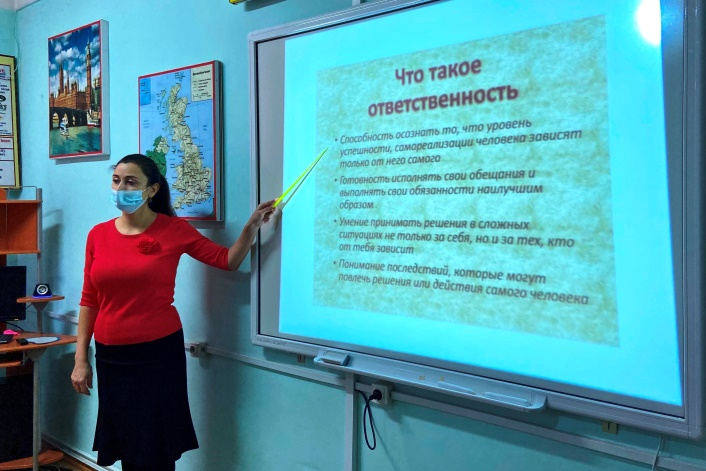 Что такое
ответственность
• Способность осознать то, что уровень
успешности, самореализации человека зависят
только от него самого
• Готовность исполнять свои обещания и
выполнять свои обязанности наилучшим
образом
• Умение принимать решения в сложных
ситуациях не только за себя, но и за тех, кто
от тебя зависит
• Понимание последствий, которые могут
повлечь решения или действия самого человека